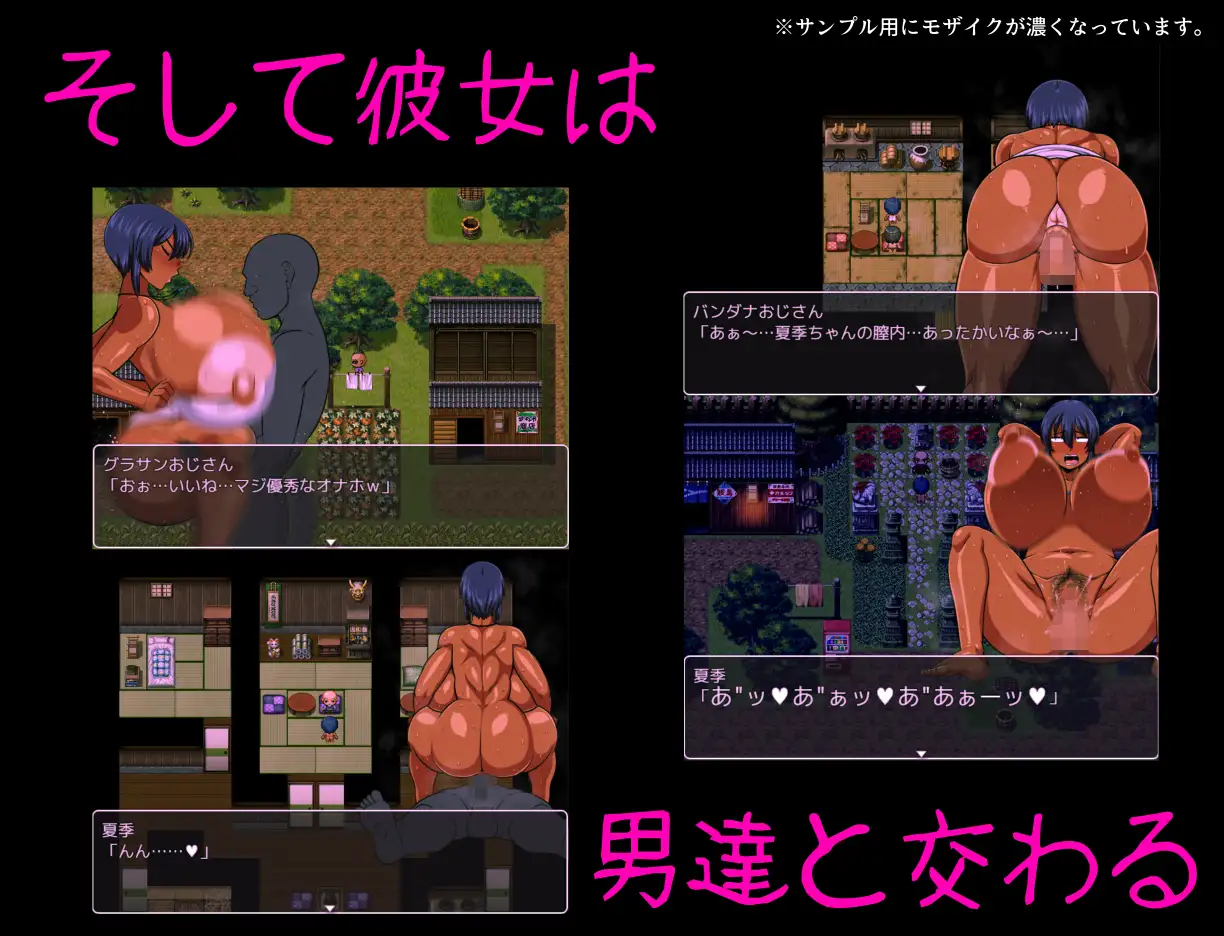 ※サンプル用にモザイクが濃くなっています。
そして彼女は
グラサンおじさん
「おぉ…いいね…マジ優秀なオナホｗ」
夏季
「んん……♥」
バンダナおじさん
「あぁ～…夏季ちゃんの膣内…あったかいなぁ～…」
夏季
「あ"ッ♥あ"ぁッ♥あ"あぁーッ♥」
男達と交わる